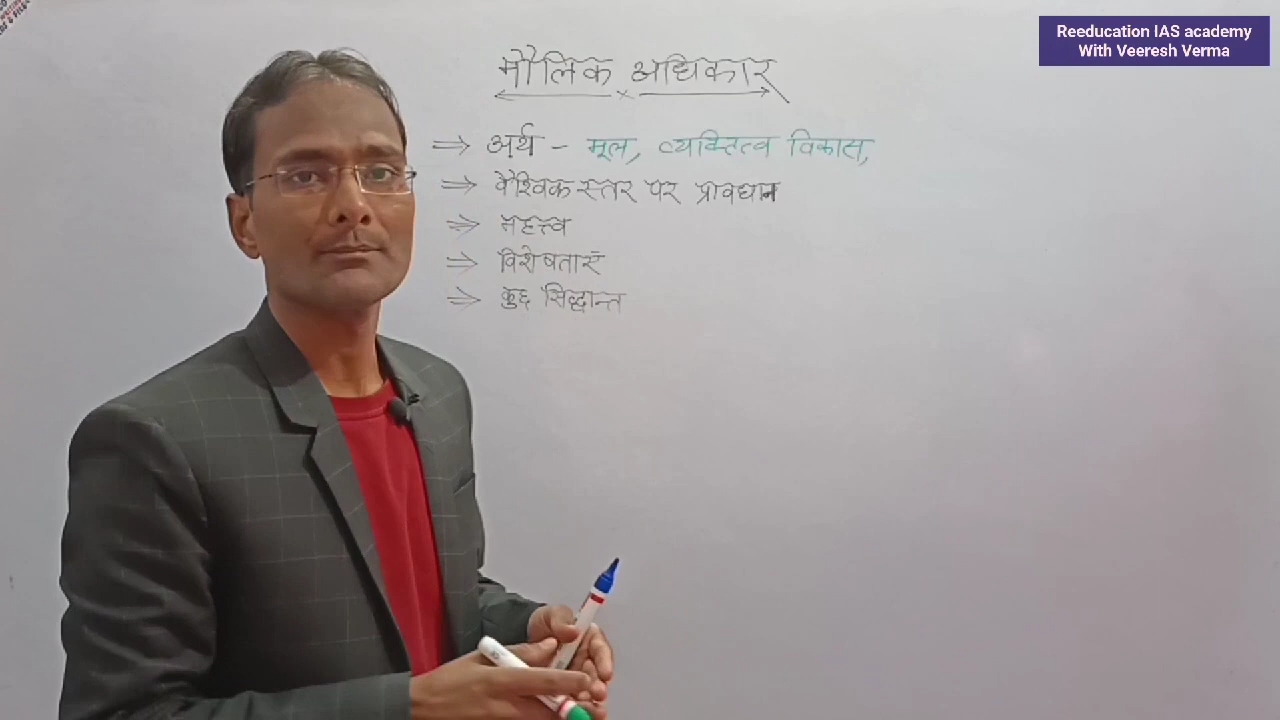 Reeducation IAS academy
With Veeresh Verma
मौलिक अधिकार
⇒ अर्थ - मूल, व्यक्तित्व विकास,
⇒ वैश्विक स्तर पर प्रावधान
⇒ महत्त्व
⇒ विशेषताएं
⇒ कुछ सिद्धान्त